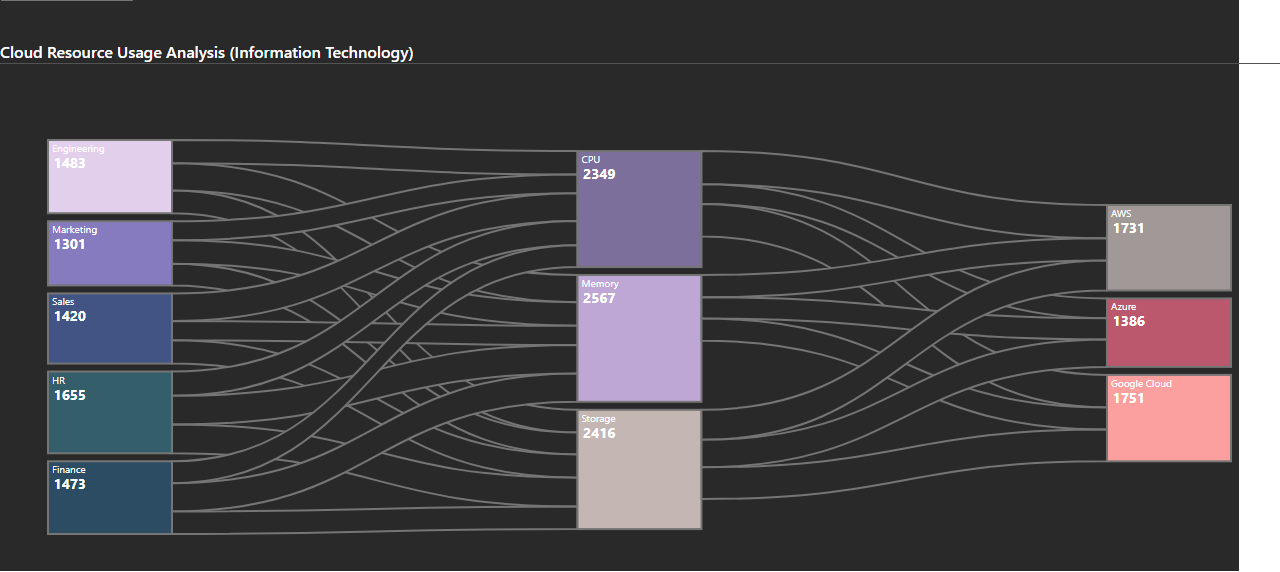 Cloud Resource Usage Analysis (Information Technology)
Engineering
1483
Marketing
1301
Sales
1420
HR
1655
Finance
1473
CPU
2349
Memory
2567
Storage
2416
AWS
1731
Azure
1386
Google Cloud
1751